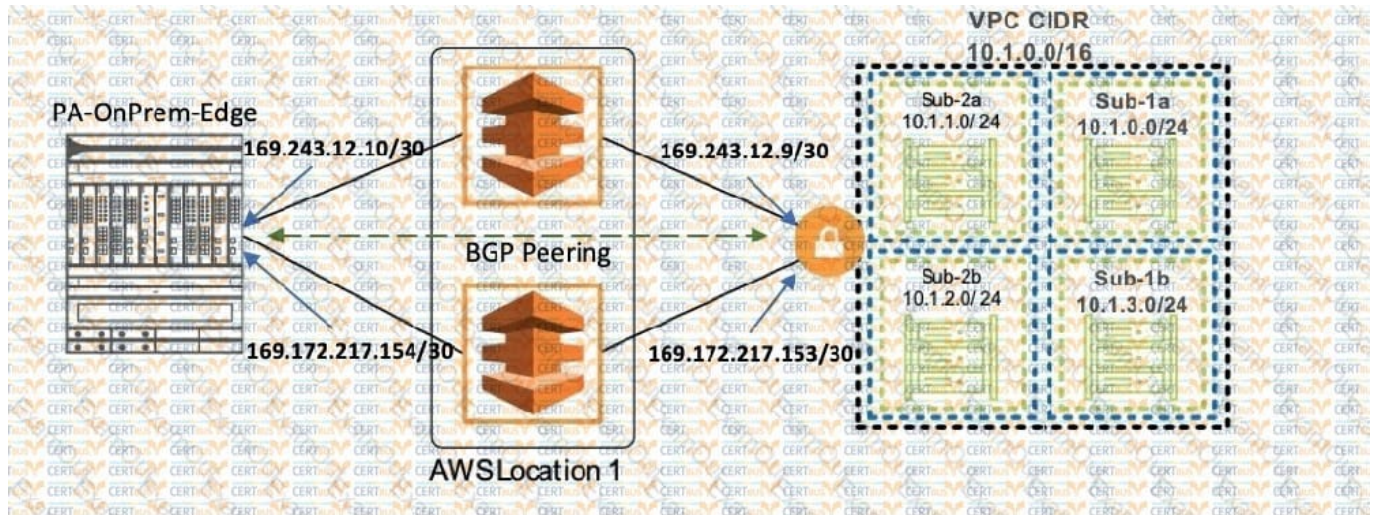 VPC CIDR
10.1.0.0/16
PA-OnPrem-Edge
169.243.12.10/30
169.243.12.9/30
Sub-2a
10.1.1.0/24
Sub-1a
10.1.0.0/24
BGP Peering
Sub-2b
10.1.2.0/24
Sub-1b
10.1.3.0/24
169.172.217.154/30
169.172.217.153/30
AWSLocation 1